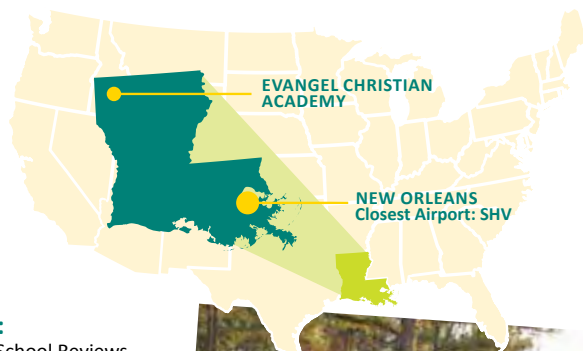 EVANGEL CHRISTIAN
ACADEMY
NEW ORLEANS
Closest Airport: SHV
:
School Reviews